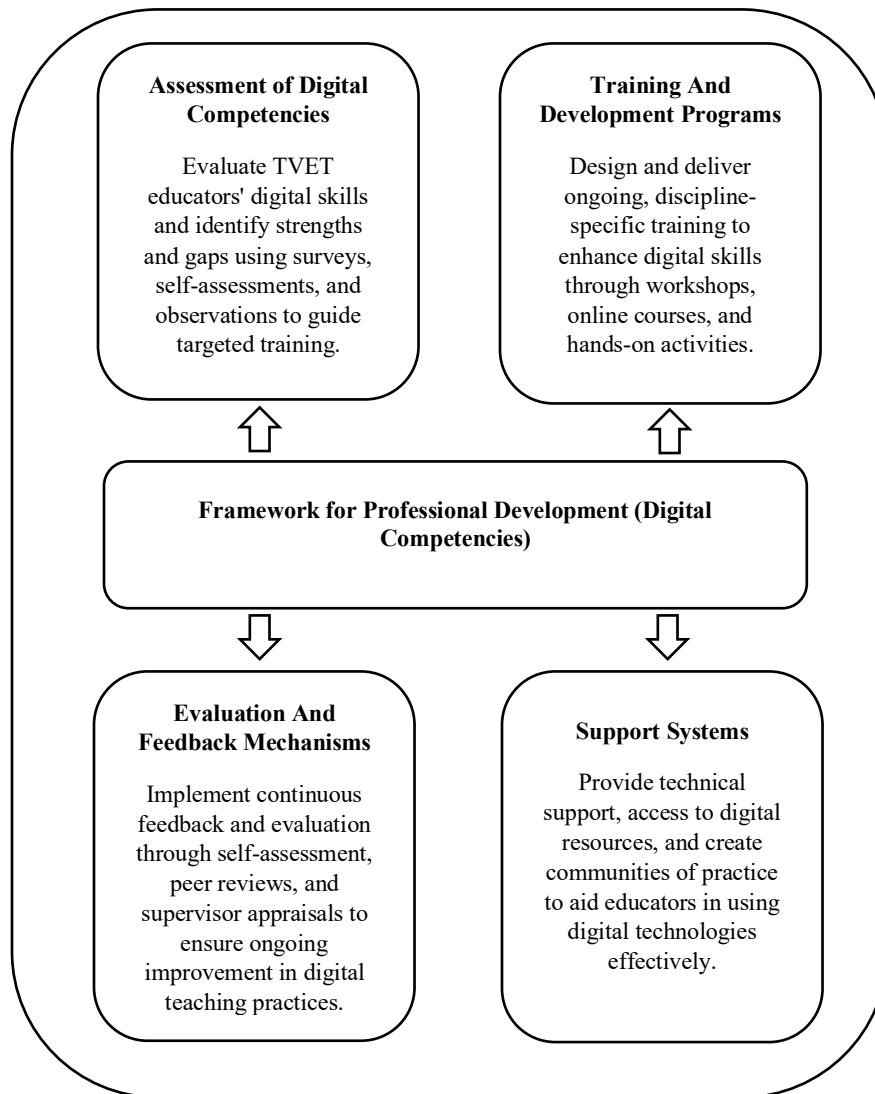 Assessment of Digital
Competencies
Evaluate TVET
educators' digital skills
and identify strengths
and gaps using surveys,
self-assessments, and
observations to guide
targeted training.
Training And
Development Programs
Design and deliver
ongoing, discipline-
specific training to
enhance digital skills
through workshops,
online courses, and
hands-on activities.
Framework for Professional Development (Digital
Competencies)
Evaluation And
Feedback Mechanisms
Implement continuous
feedback and evaluation
through self-assessment,
peer reviews, and
supervisor appraisals to
ensure ongoing
improvement in digital
teaching practices.
Support Systems
Provide technical
support, access to digital
resources, and create
communities of practice
to aid educators in using
digital technologies
effectively.